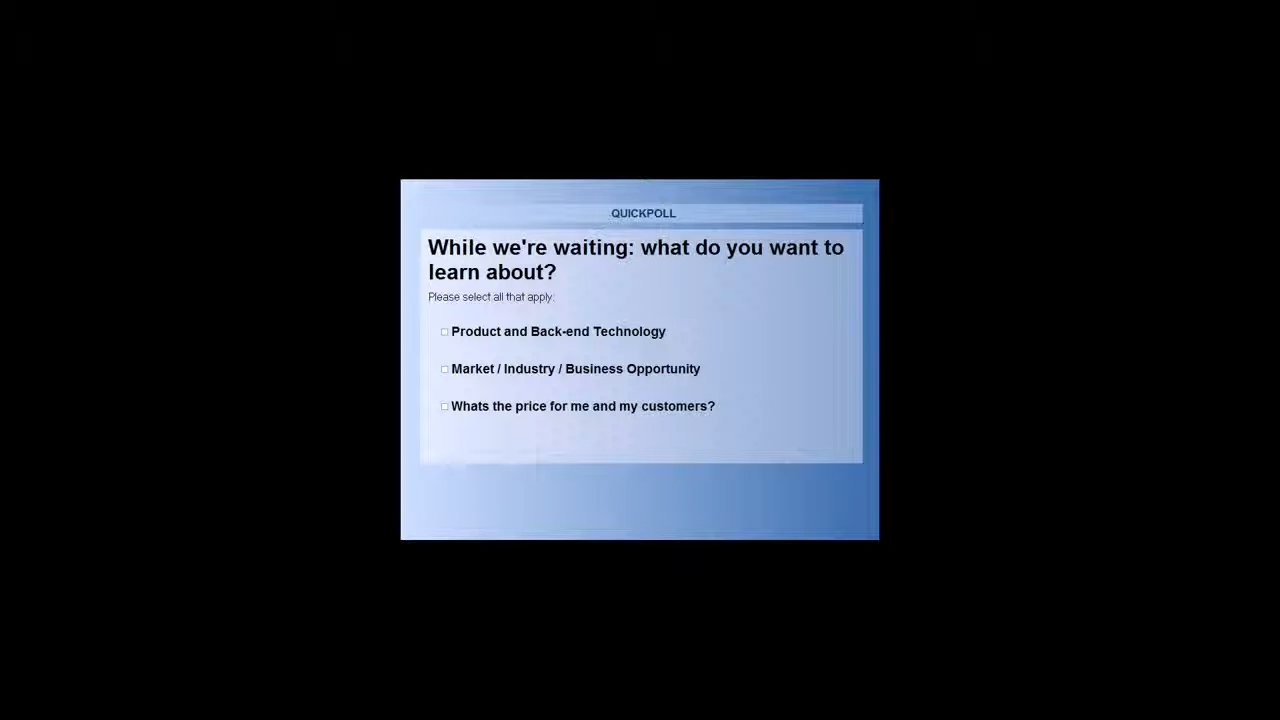 QUICKPOLL
While we're waiting: what do you want to
learn about?
Please select all that apply:
Product and Back-end Technology
Market / Industry / Business Opportunity
Whats the price for me and my customers?